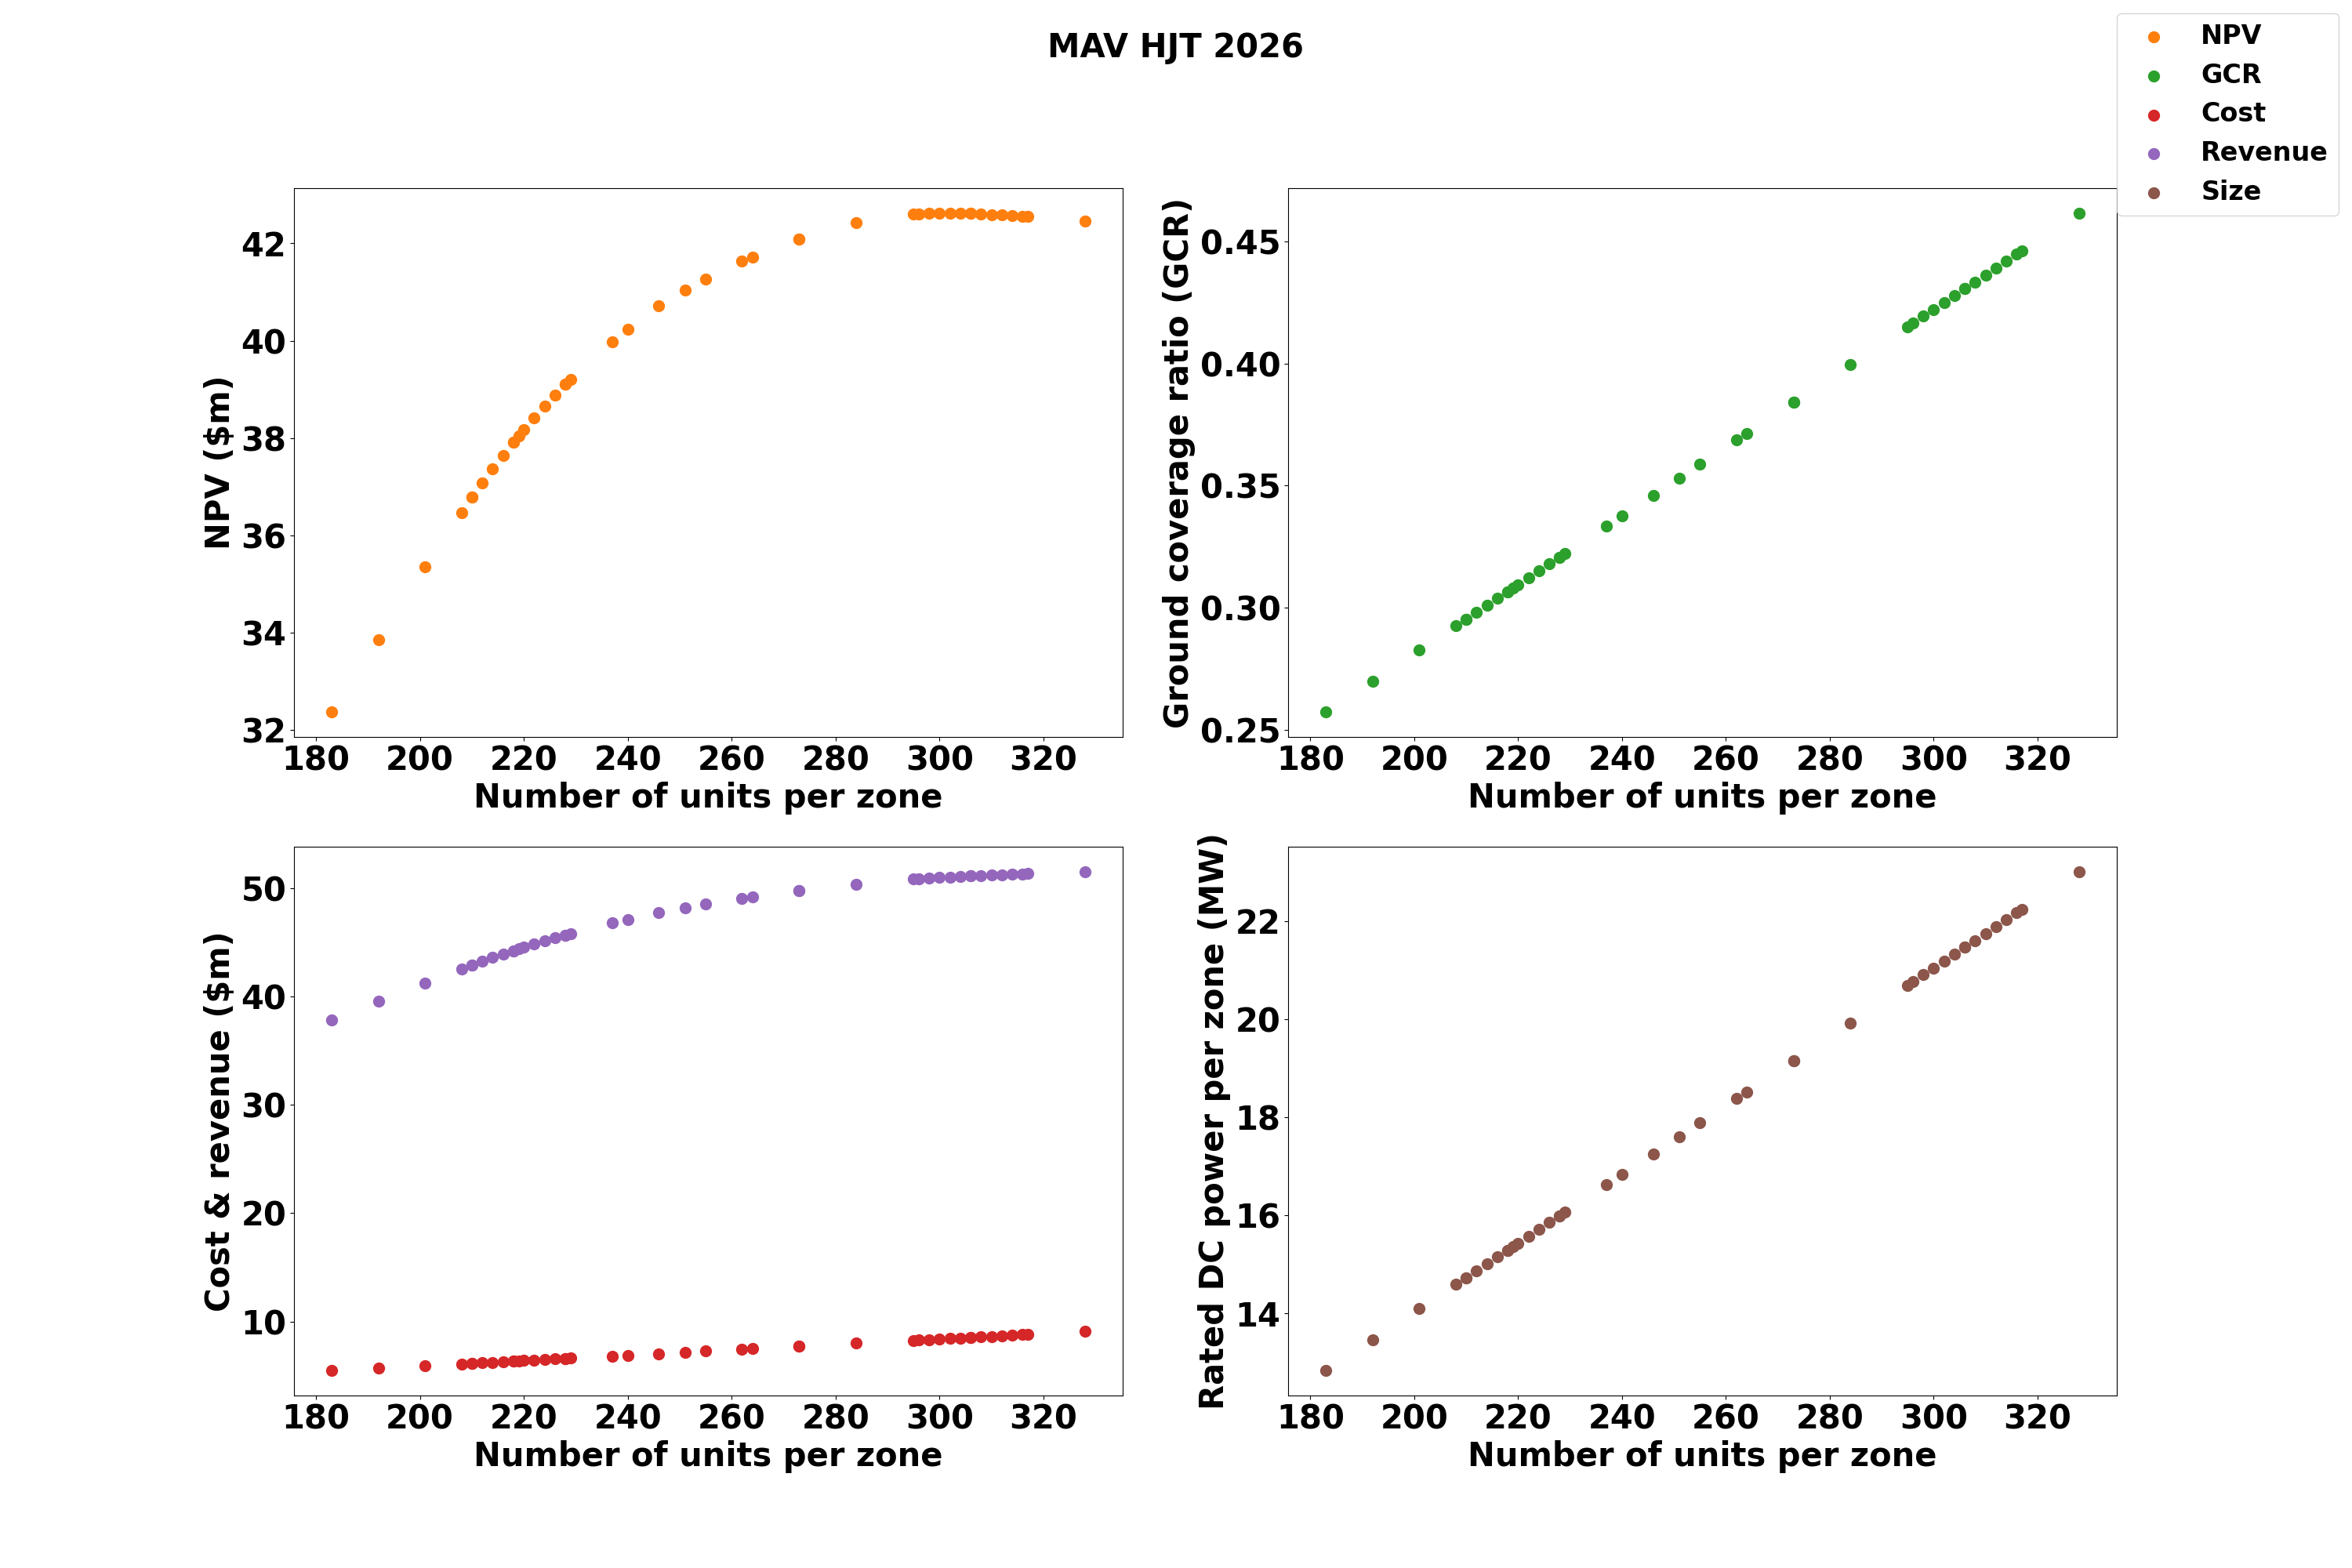 MAV HJT 2026
NPV
GCR
Cost
Revenue
Size
NPV ($m)
42
40
38
36
34
32
180 200 220 240 260 280 300 320
Number of units per zone
Ground coverage ratio (GCR)
0.45
0.40
0.35
0.30
0.25
180 200 220 240 260 280 300 320
Number of units per zone
Cost & revenue ($m)
50
40
30
20
10
180 200 220 240 260 280 300 320
Number of units per zone
Rated DC power per zone (MW)
22
20
18
16
14
180 200 220 240 260 280 300 320
Number of units per zone